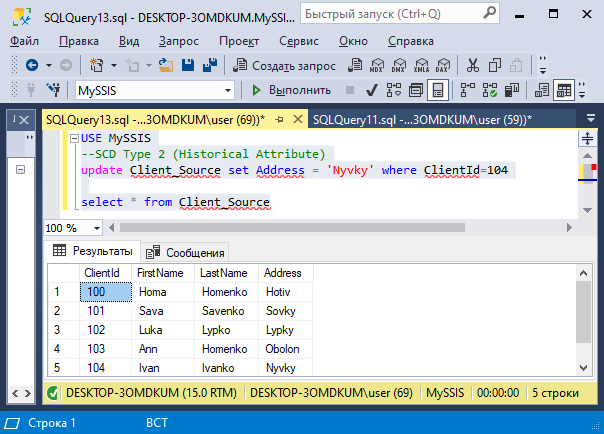 SQLQuery13.sql - DESKTOP-3OMDKUM.MySSI...
Быстрый запуск (Ctrl+Q)
Файл Правка Вид Запрос Проект Сервис Окно Справка
Создать запрос MDX DMX XMLA DAX
MySSIS Выполнить
SQLQuery13.sql -...3OMDKUM\user (69))* SQLQuery11.sql -...3OMDKUM\user (59))*
USE MySSIS
--SCD Type 2 (Historical Attribute)
update Client_Source set Address = 'Nyvky' where ClientId=104
select * from Client_Source
100 %
Результаты Сообщения
ClientId FirstName LastName Address
1 100 Homa Homenko Hotiv
2 101 Sava Savenko Sovky
3 102 Luka Lypko Lypky
4 103 Ann Homenko Obolon
5 104 Ivan Ivanko Nyvky
DESKTOP-3OMDKUM (15.0 RTM) DESKTOP-3OMDKUM\user (69) MySSIS 00:00:00 5 строки
Строка 1 ВСТ